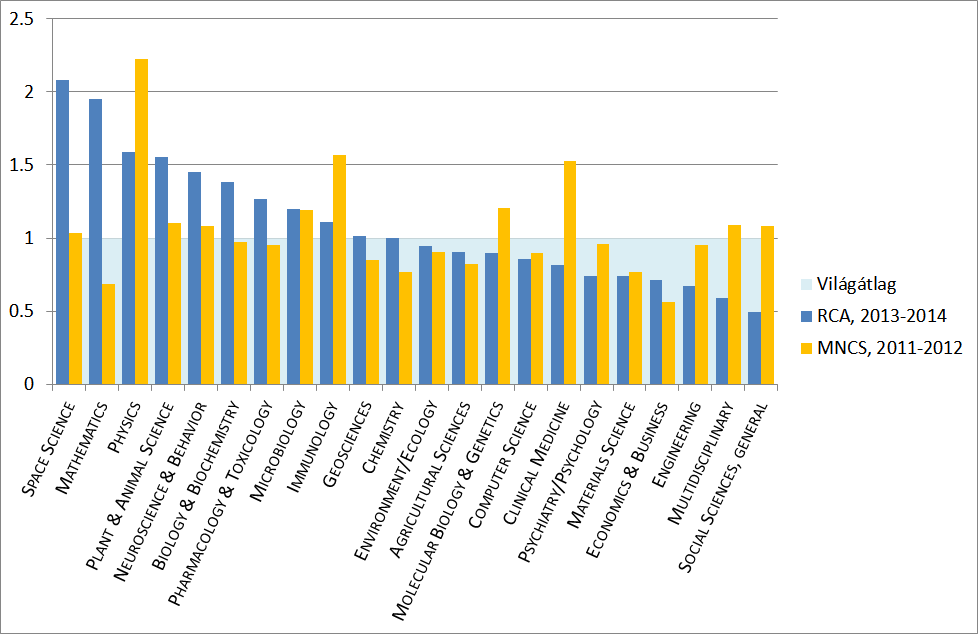 2.5
2
1.5
1
0.5
0
SPACE SCIENCE
MATHEMATICS
PHYSICS
PLANT & ANIMAL SCIENCE
NEUROSCIENCE & BEHAVIOR
BIOLOGY & BIOCHEMISTRY
PHARMACOLOGY & TOXICOLOGY
MICROBIOLOGY
IMMUNOLOGY
GEOSCIENCES
CHEMISTRY
ENVIRONMENT/ECOLOGY
AGRICULTURAL SCIENCES
MOLECULAR BIOLOGY & GENETICS
COMPUTER SCIENCE
CLINICAL MEDICINE
PSYCHIATRY/PSYCHOLOGY
MATERIALS SCIENCE
ECONOMICS & BUSINESS
ENGINEERING
MULTIDISCIPLINARY
SOCIAL SCIENCES, GENERAL
Világátlag
RCA, 2013-2014
MNCS, 2011-2012